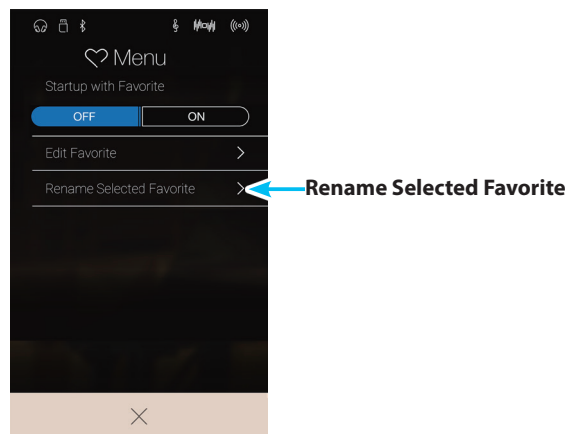 Menu
Startup with Favorite
OFF ON
Edit Favorite
Rename Selected Favorite
Rename Selected Favorite